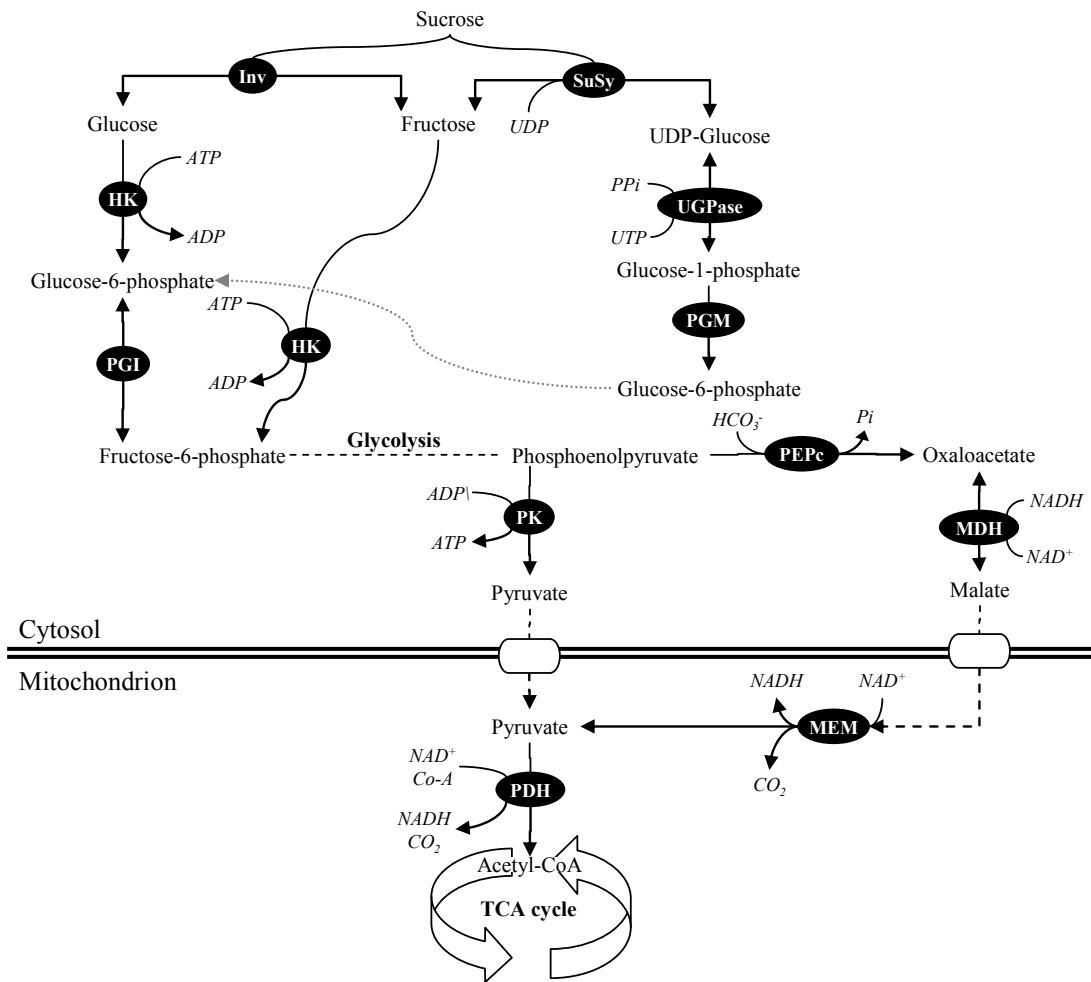 Sucrose
Inv
SuSy
Glucose
Fructose
UDP
UDP-Glucose
ATP
HK
ADP
PPi
UGPase
UTP
Glucose-6-phosphate
Glucose-1-phosphate
ATP
HK
ADP
PGM
PGI
Glucose-6-phosphate
Fructose-6-phosphate
Glycolysis
Phosphoenolpyruvate
HCO3-
PEPc
Pi
Oxaloacetate
ADP\
PK
ATP
NADH
MDH
NAD+
Pyruvate
Malate
Cytosol
Mitochondrion
Pyruvate
NADH
NAD+
MEM
CO2
NAD+
Co-A
PDH
NADH
CO2
Acetyl-CoA
TCA cycle